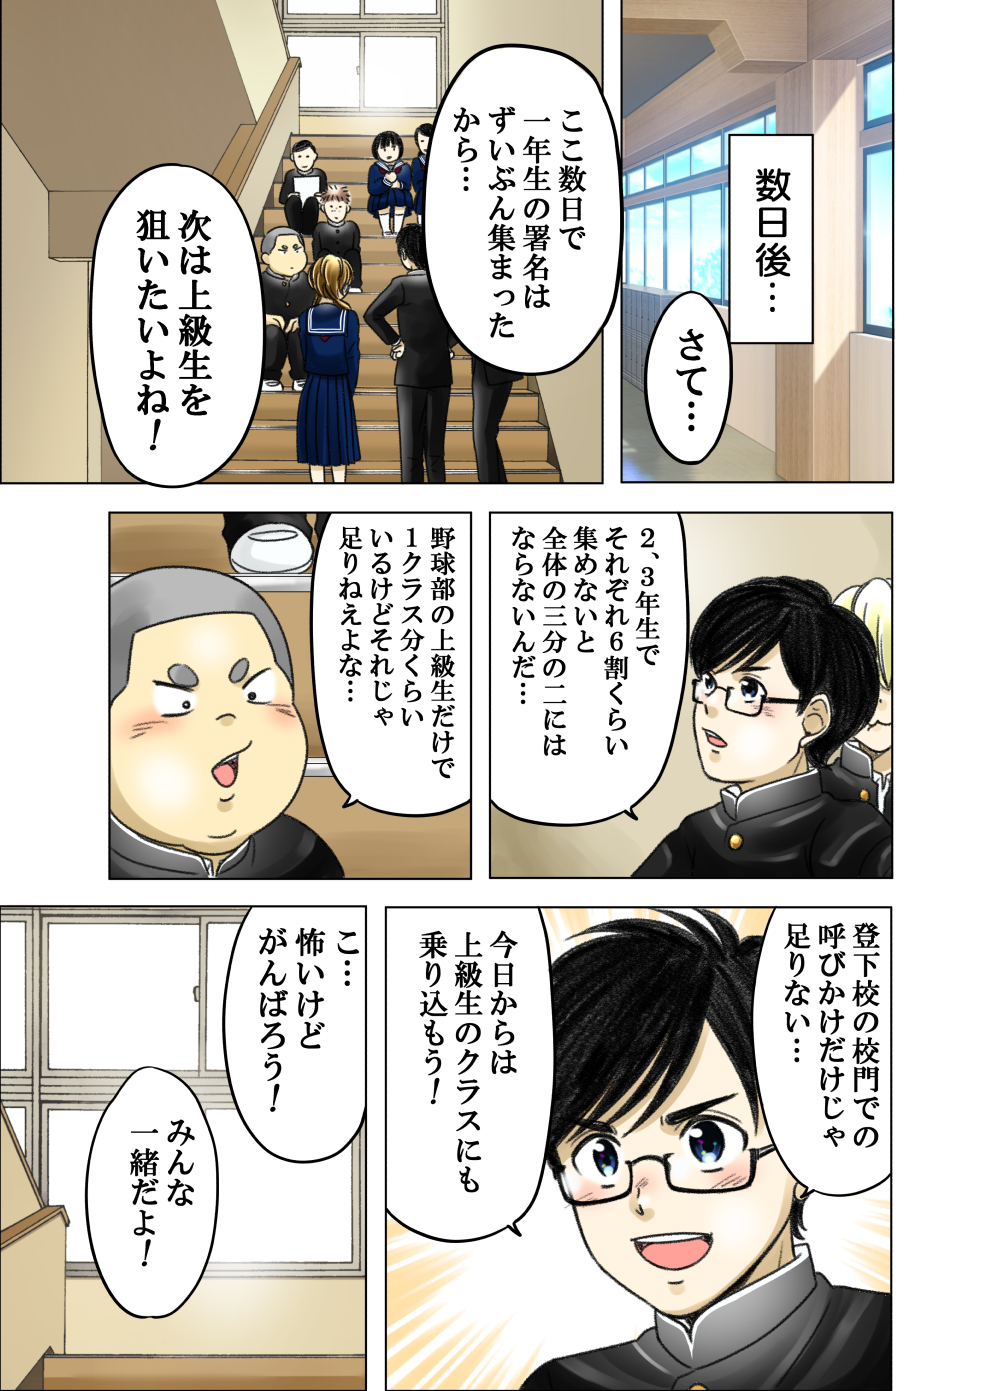 数日後…
さて…
ここ数日で
一年生の署名は
ずいぶん集まった
から…
次は上級生を
狙いたいよね！
２、３年生で
それぞれ６割くらい
集めないと
全体の三分の二には
ならないんだ…
野球部の上級生だけで
１クラス分くらい
いるけどそれじゃ
足りねえよな…
登下校の校門での
呼びかけだけじゃ
足りない…
今日からは
上級生のクラスにも
乗り込もう！
こ…
怖いけど
がんばろう！
みんな
一緒だよ！